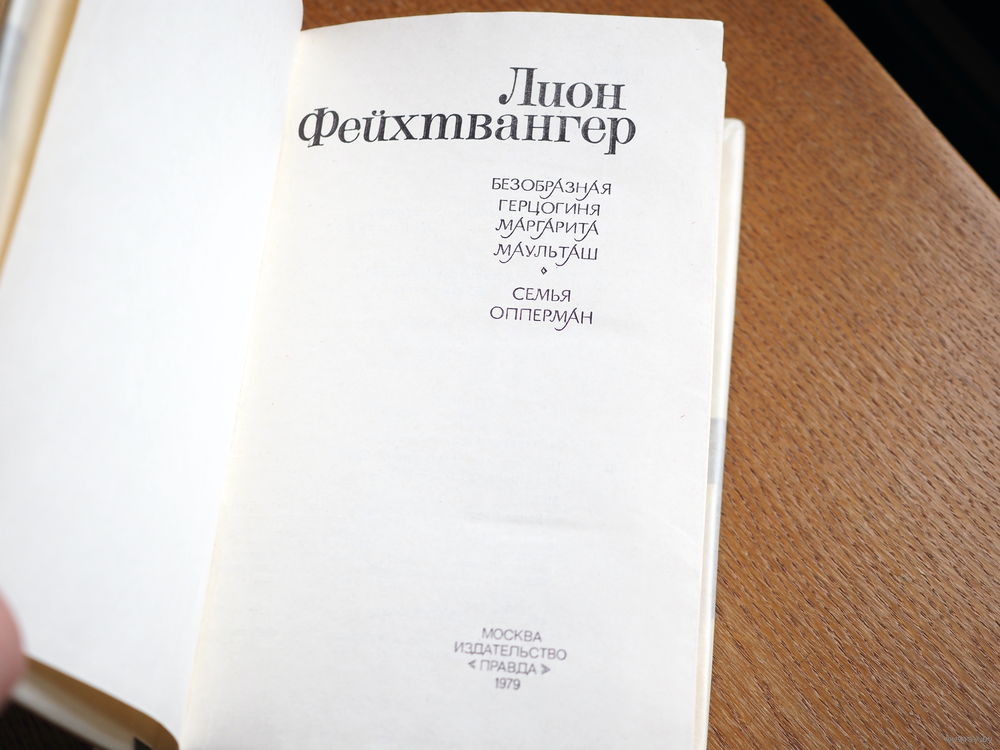 Лион
Фейхтвангер
БЕЗОБРАЗНАЯ
ГЕРЦОГИНЯ
МАРГАРИТА
МАУЛЬТАШ
СЕМЬЯ
ОППЕРМАН
МОСКВА
ИЗДАТЕЛЬСТВО
«ПРАВДА»
1979